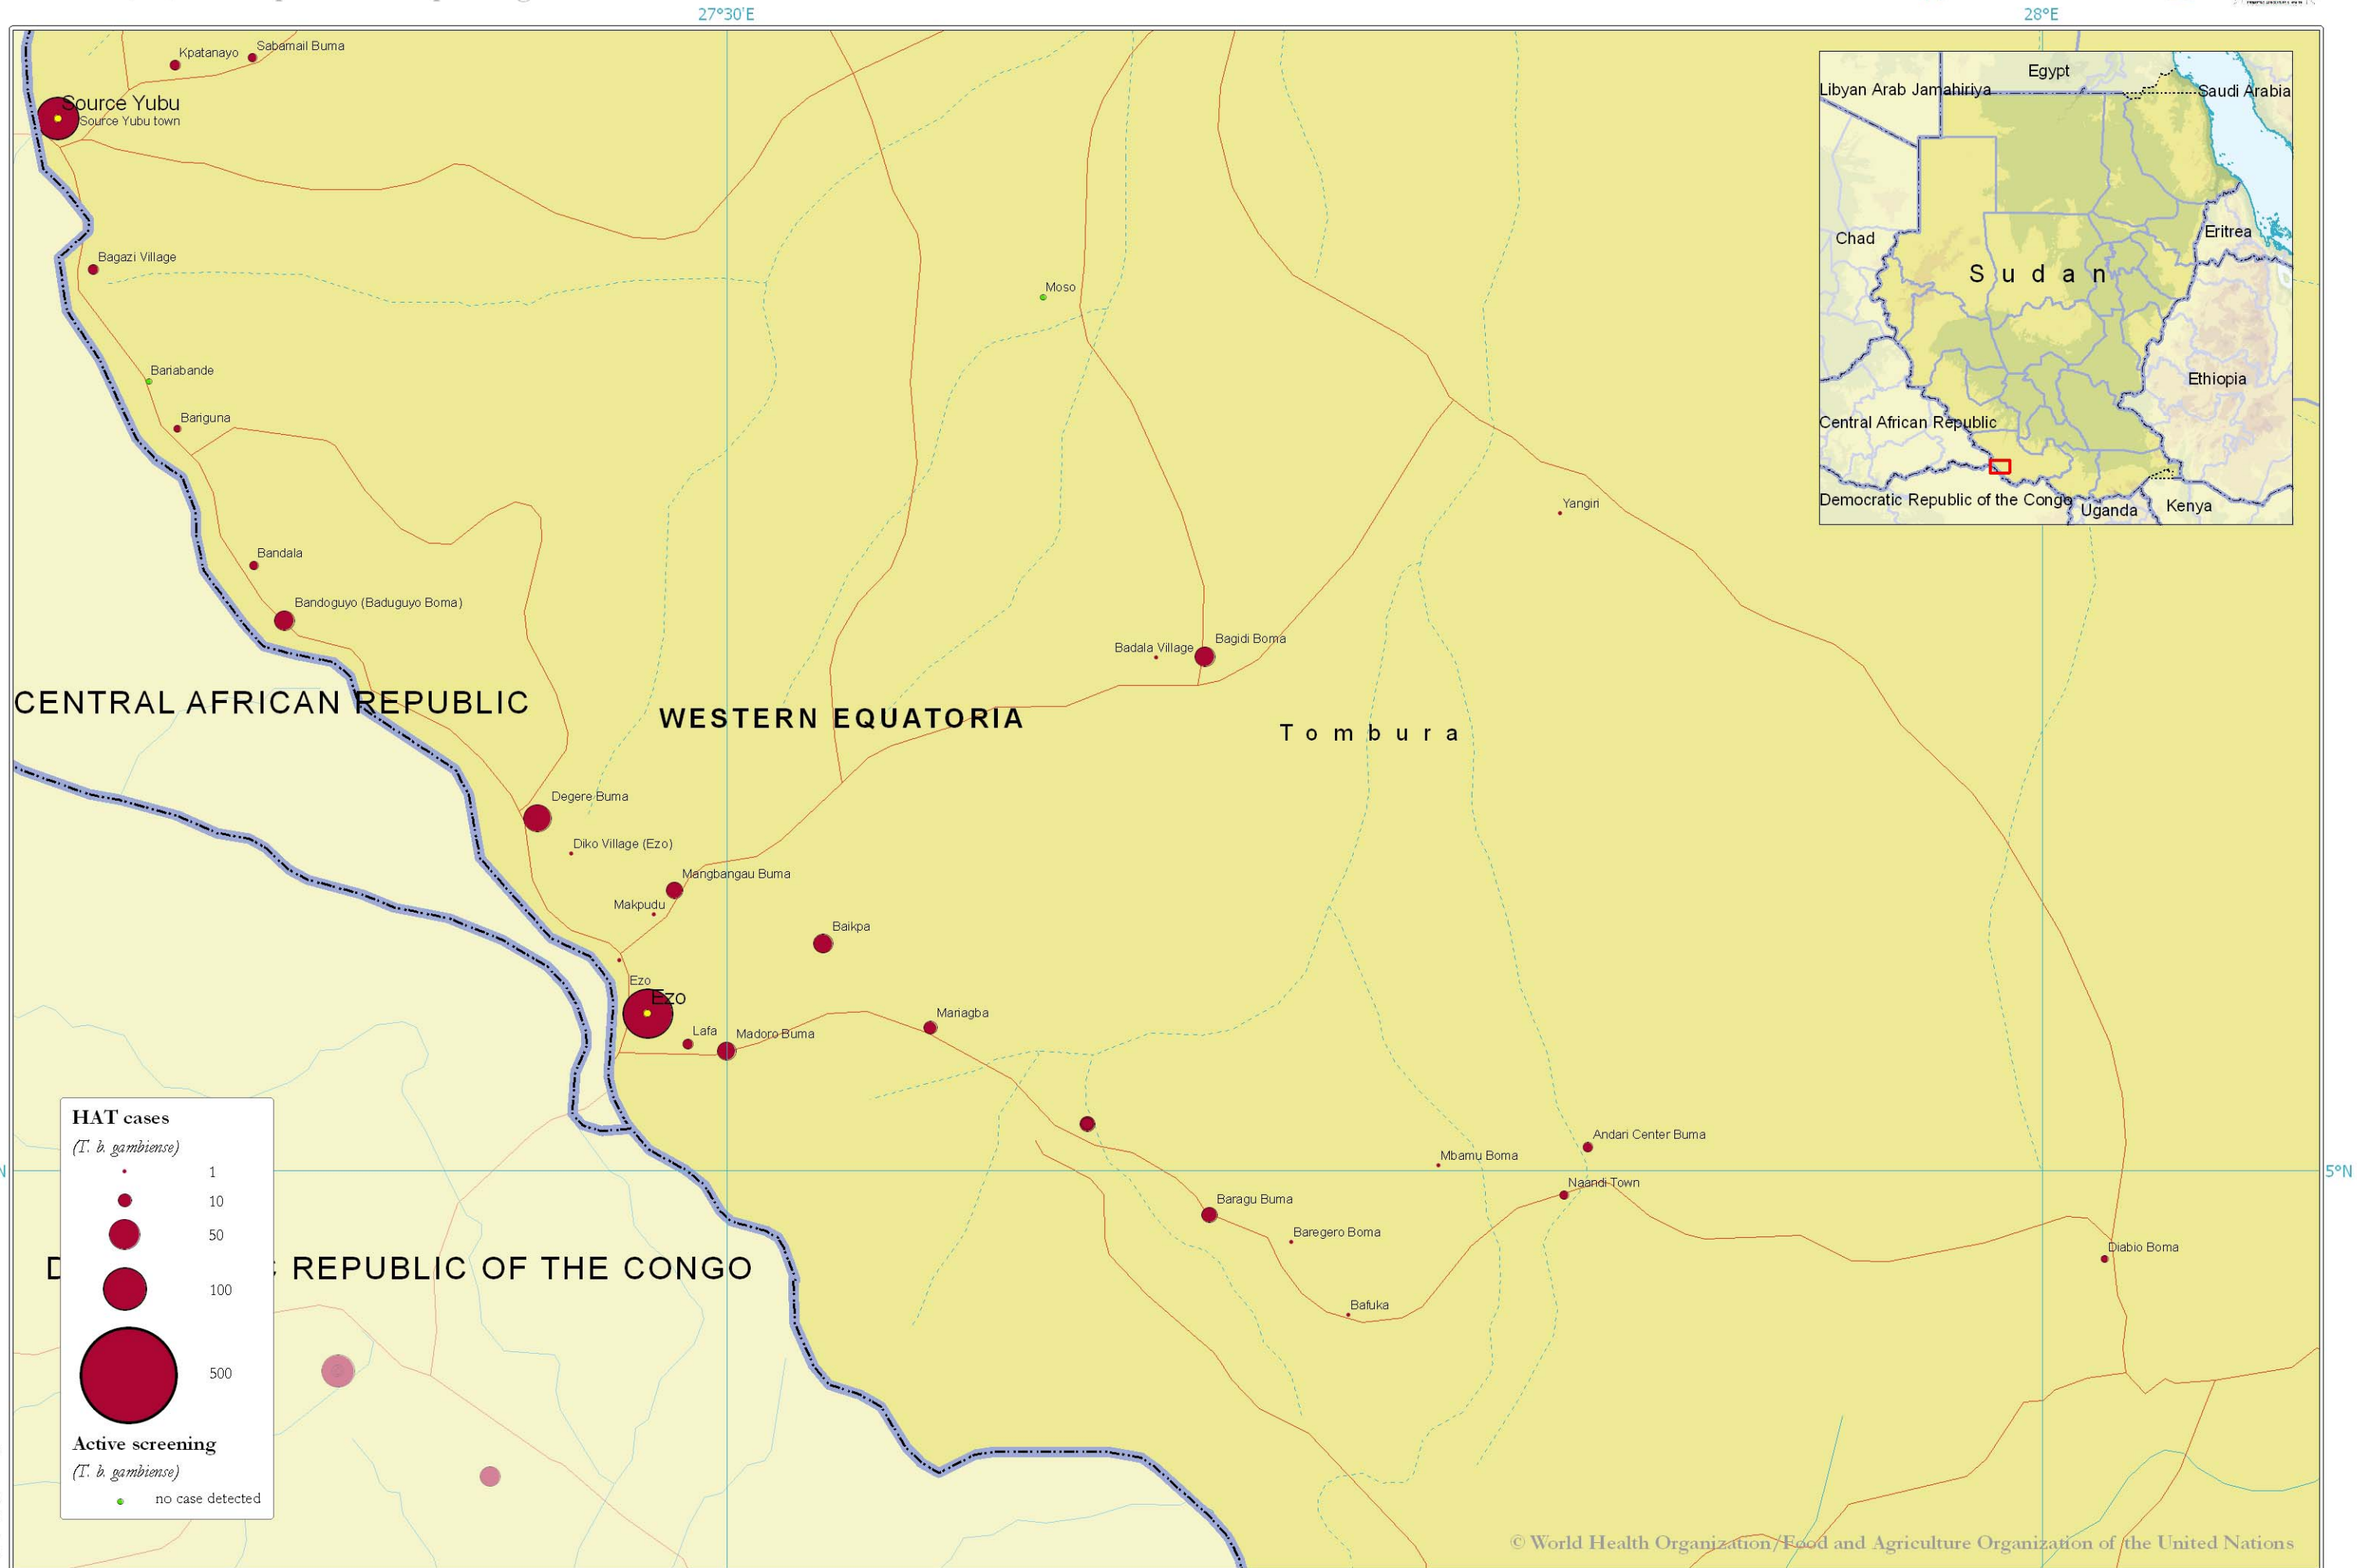 27°30'E
28°E
Kpatanayo
Sabamail Buma
Source Yubu
Source Yubu town
Bagazi Village
Moso
Bariabande
Bariguna
Yangiri
Bandala
Bandoguyo (Baduguyo Boma)
Badala Village
Bagidi Boma
CENTRAL AFRICAN REPUBLIC
WESTERN EQUATORIA
Tombura
Degere Buma
Diko Village (Ezo)
Mangbangau Buma
Makpudu
Baikpa
Ezo
Ezo
Lafa
Madoro Buma
Mariagba
Andari Center Buma
Mbamu Boma
5°N
Naandi Town
Baragu Buma
Baregero Boma
Diabio Boma
REPUBLIC OF THE CONGO
Bafuka
Egypt
Libyan Arab Jamahiriya
Saudi Arabia
Chad
Eritrea
Sudan
Ethiopia
Central African Republic
Democratic Republic of the Congo
Uganda
Kenya
HAT cases
(T. b. gambiense)
1
10
50
100
500
Active screening
(T. b. gambiense)
no case detected
© World Health Organization/Food and Agriculture Organization of the United Nations